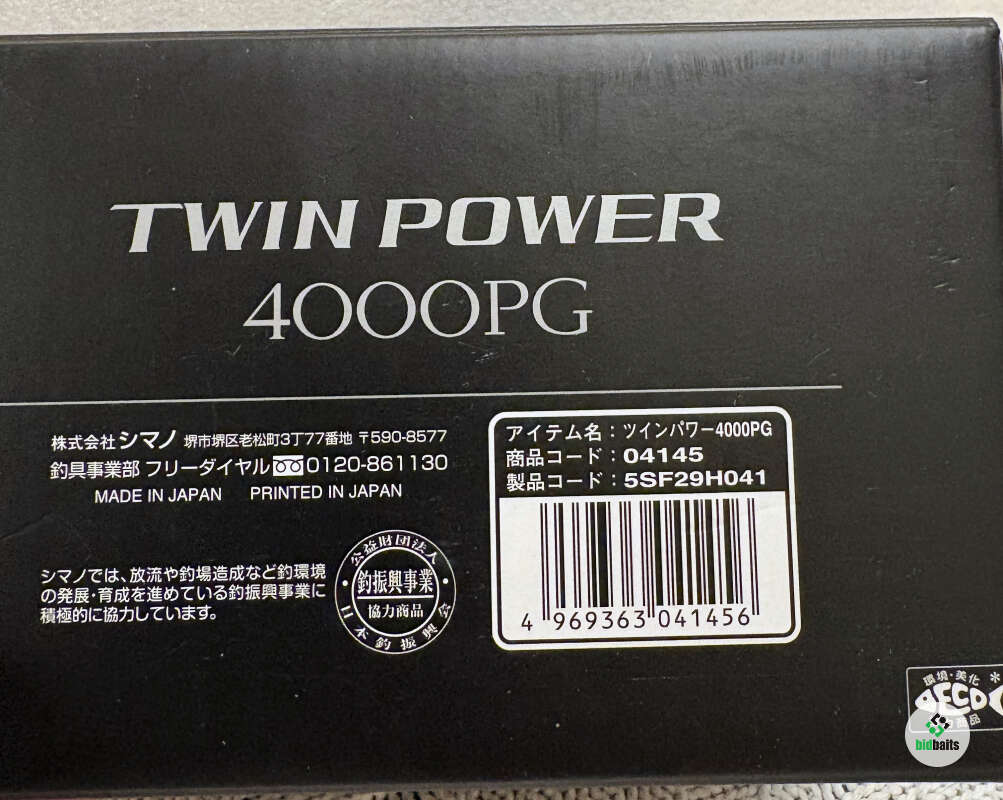 TWIN POWER
4000PG
株式会社シマノ 堺市堺区老松町3丁77番地 〒590-8577
釣具事業部 フリーダイヤル 0120-861130
MADE IN JAPAN PRINTED IN JAPAN
シマノでは、放流や釣場造成など釣環境
の発展・育成を進めている釣振興事業に
積極的に協力しています。
公益財団法人
釣振興事業
協力商品
日本釣振興会
アイテム名：ツインパワー4000PG
商品コード：04145
製品コード：5SF29H041
4 969363 041456
環境・美化
商品
bidbaits